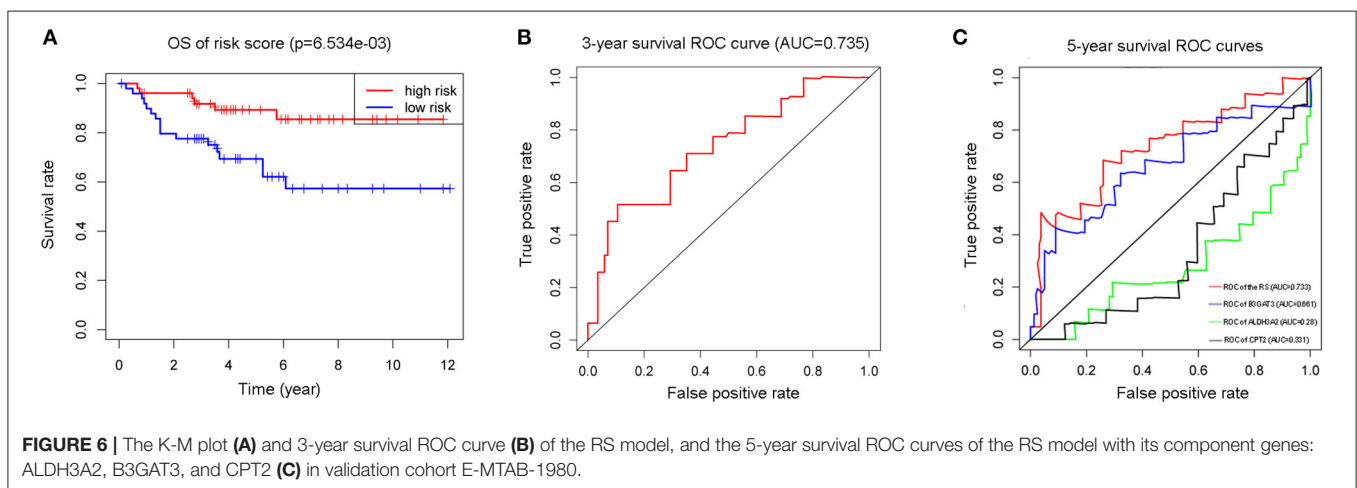 A
OS of risk score (p=6.534e-03)
high risk
low risk
Survival rate
1.0
0.8
0.6
0.4
0.2
0.0
0 2 4 6 8 10 12
Time (year)
B
3-year survival ROC curve (AUC=0.735)
True positive rate
1.0
0.8
0.6
0.4
0.2
0.0
0.0 0.2 0.4 0.6 0.8 1.0
False positive rate
C
5-year survival ROC curves
True positive rate
1.0
0.8
0.6
0.4
0.2
0.0
ROC of the RS (AUC=0.733)
ROC of B3GAT3 (AUC=0.661)
ROC of ALDH3A2 (AUC=0.28)
ROC of CPT2 (AUC=0.331)
0.0 0.2 0.4 0.6 0.8 1.0
False positive rate
FIGURE 6 | The K-M plot (A) and 3-year survival ROC curve (B) of the RS model, and the 5-year survival ROC curves of the RS model with its component genes:
ALDH3A2, B3GAT3, and CPT2 (C) in validation cohort E-MTAB-1980.